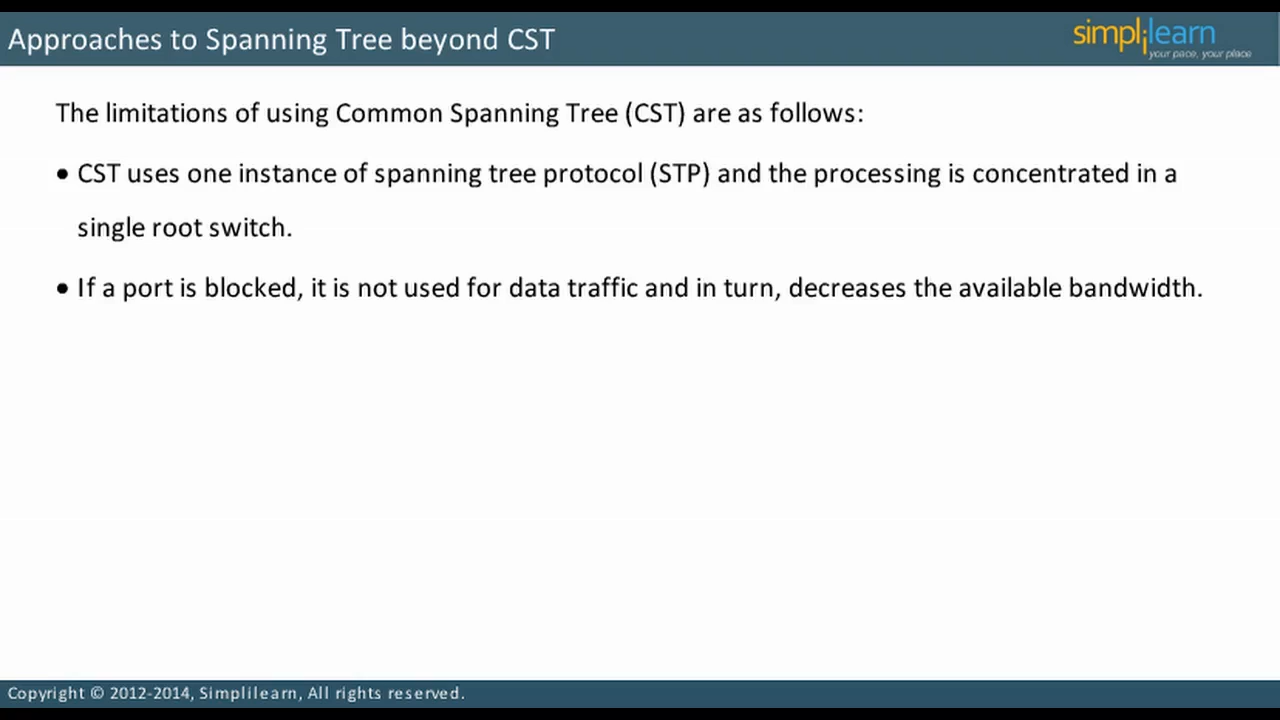 Approaches to Spanning Tree beyond CST
simplilearn
your pace, your place
The limitations of using Common Spanning Tree (CST) are as follows:
• CST uses one instance of spanning tree protocol (STP) and the processing is concentrated in a
single root switch.
• If a port is blocked, it is not used for data traffic and in turn, decreases the available bandwidth.
Copyright © 2012-2014, Simplilearn, All rights reserved.